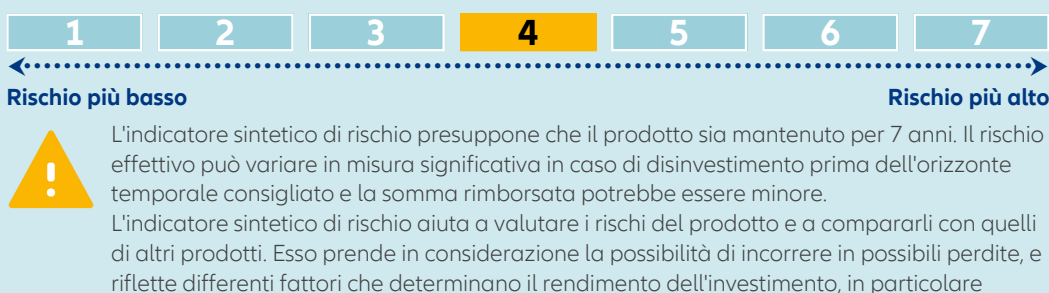 1 2 3 4 5 6 7
Rischio più basso Rischio più alto
L'indicatore sintetico di rischio presuppone che il prodotto sia mantenuto per 7 anni. Il rischio
effettivo può variare in misura significativa in caso di disinvestimento prima dell'orizzonte
temporale consigliato e la somma rimborsata potrebbe essere minore.
L'indicatore sintetico di rischio aiuta a valutare i rischi del prodotto e a compararli con quelli
di altri prodotti. Esso prende in considerazione la possibilità di incorrere in possibili perdite, e
riflette differenti fattori che determinano il rendimento dell'investimento, in particolare